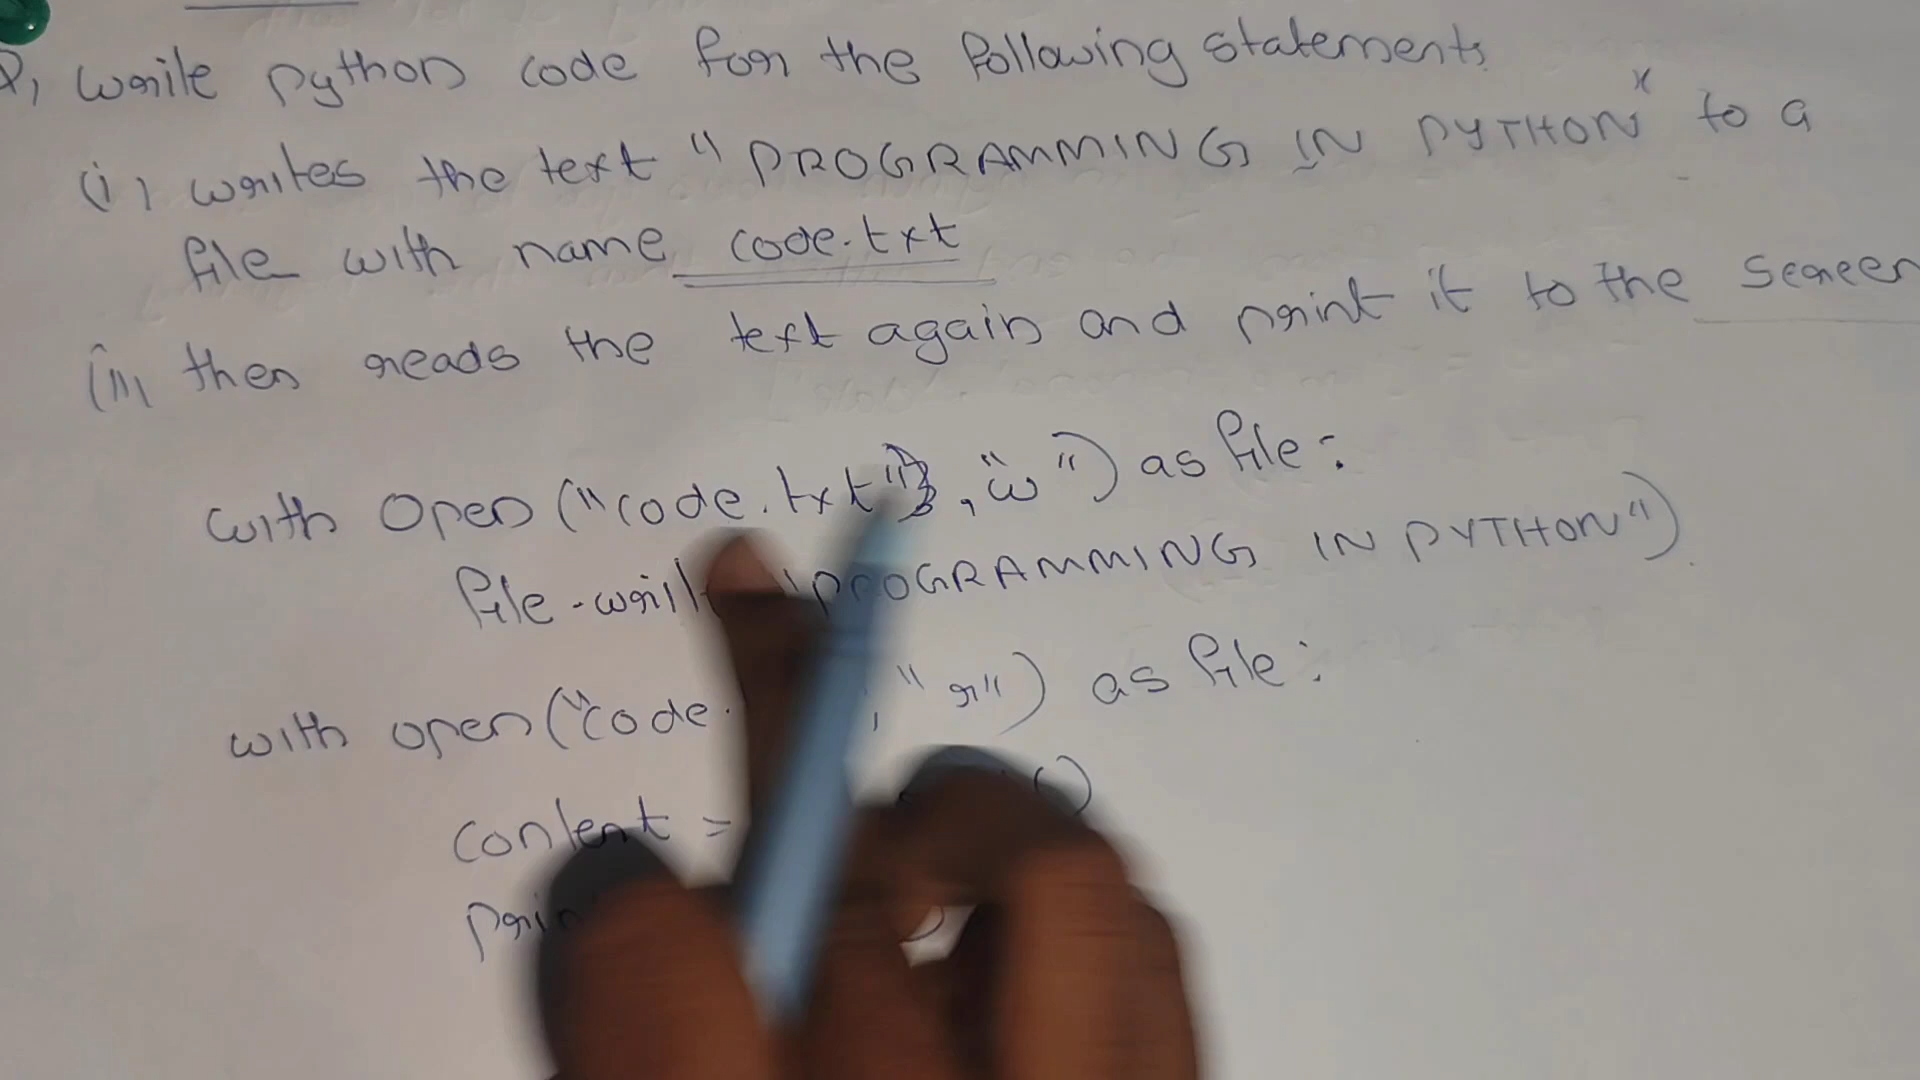 Q, write python code for the following statements
(i) writes the text "PROGRAMMING IN PYTHON" to a
file with name code.txt
(ii) then reads the text again and print it to the screen
with open("code.txt", "w") as file:
file.write "PROGRAMMING IN PYTHON")
with open("code. , "r") as file:
content = ()